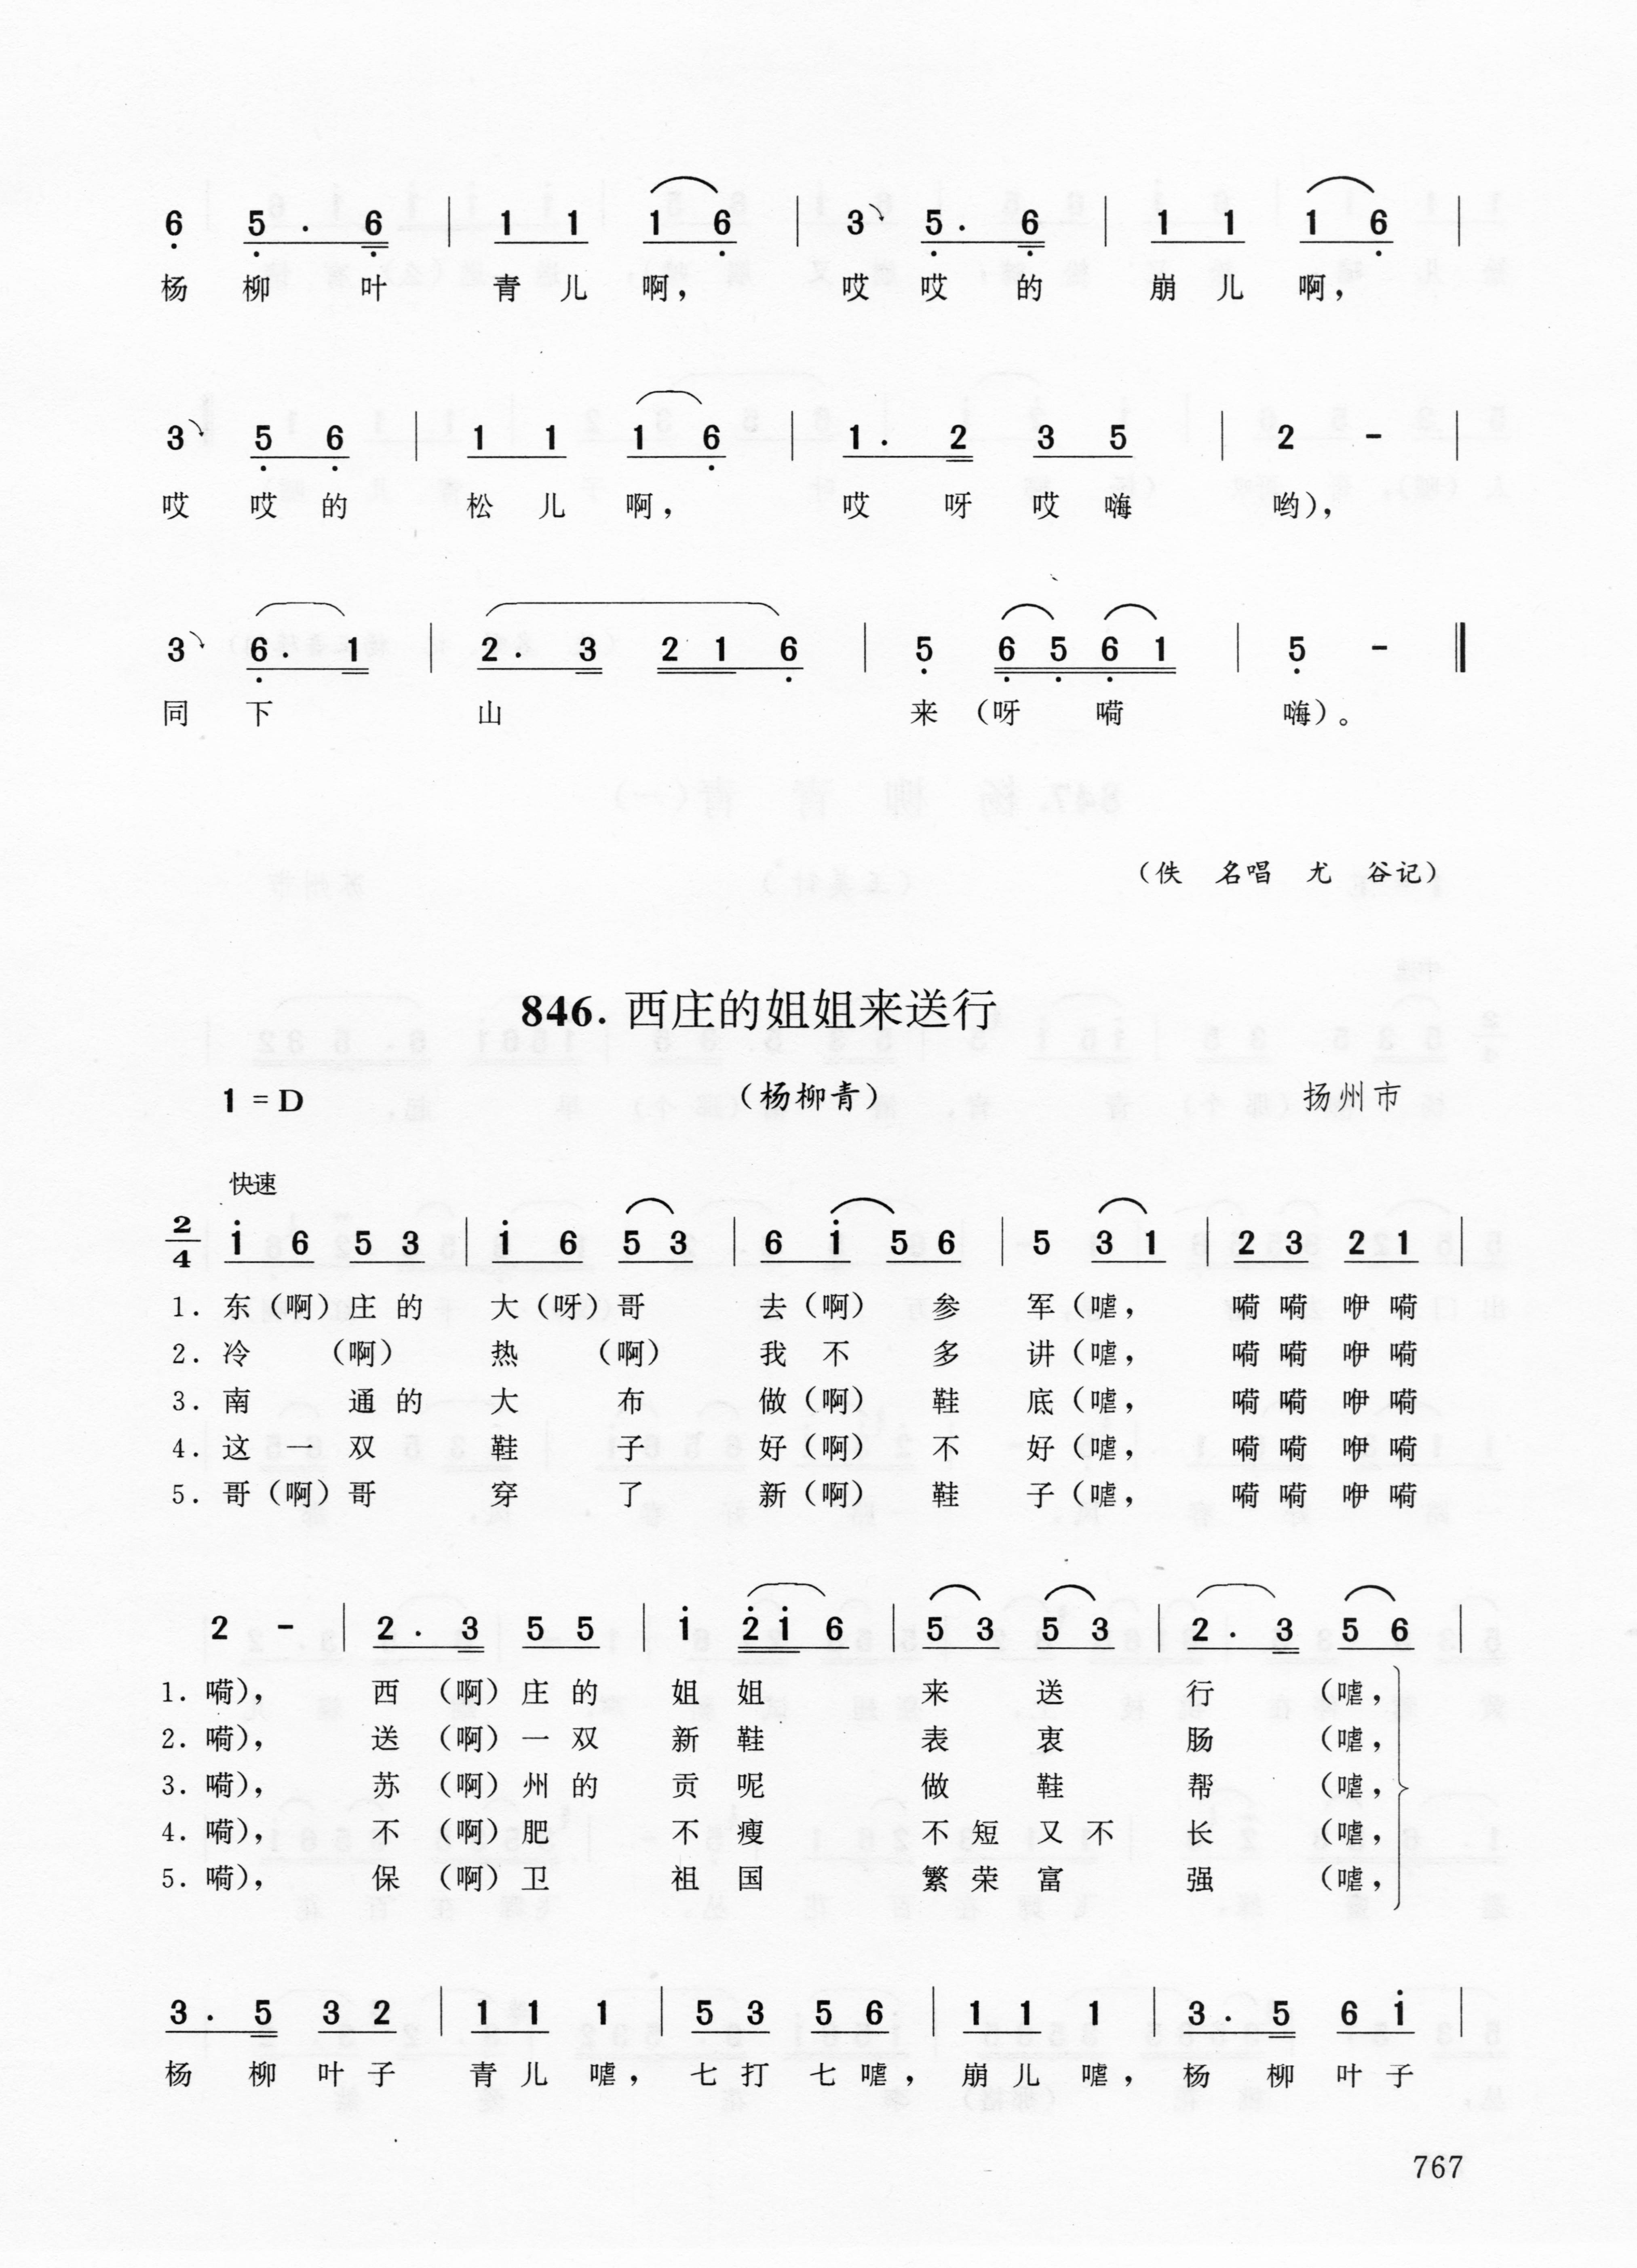 6 5 . 6 | 1 1 1 6 | 3 5 . 6 | 1 1 1 6 |
杨 柳 叶 青 儿 啊， 哎 哎 的 崩 儿 啊，
3 5 6 | 1 1 1 6 | 1 . 2 3 5 | 2 - |
哎 哎 的 松 儿 啊， 哎 呀 哎 嗨 哟），
3 6 . 1 | 2 . 3 2 1 6 | 5 6 5 6 1 | 5 - ‖
同 下 山 来（呀 嗬 嗨）。
（佚 名唱 尤 谷记）
846. 西庄的姐姐来送行
1 = D （杨柳青） 扬州市
快速
2/4 i 6 5 3 | i 6 5 3 | 6 i 5 6 | 5 3 1 | 2 3 2 1 |
1. 东（啊）庄 的 大（呀）哥 去（啊） 参 军（嘘， 嗬 嗬 咿 嗬
2. 冷 （啊） 热 （啊） 我 不 多 讲（嘘， 嗬 嗬 咿 嗬
3. 南 通 的 大 布 做（啊） 鞋 底（嘘， 嗬 嗬 咿 嗬
4. 这 一 双 鞋 子 好（啊） 不 好（嘘， 嗬 嗬 咿 嗬
5. 哥（啊）哥 穿 了 新（啊） 鞋 子（嘘， 嗬 嗬 咿 嗬
2 - | 2 . 3 5 5 | i 2 i 6 | 5 3 5 3 | 2 . 3 5 6 |
1. 嗬）， 西 （啊）庄 的 姐 姐 来 送 行 （嘘，
2. 嗬）， 送 （啊）一 双 新 鞋 表 衷 肠 （嘘，
3. 嗬）， 苏 （啊）州 的 贡 呢 做 鞋 帮 （嘘，
4. 嗬）， 不 （啊）肥 不 瘦 不 短 又 不 长 （嘘，
5. 嗬）， 保 （啊）卫 祖 国 繁 荣 富 强 （嘘，
3 . 5 3 2 | 1 1 1 | 5 3 5 6 | 1 1 1 | 3 . 5 6 i |
杨 柳 叶 子 青 儿 嘘， 七 打 七 嘘， 崩 儿 嘘， 杨 柳 叶 子
767